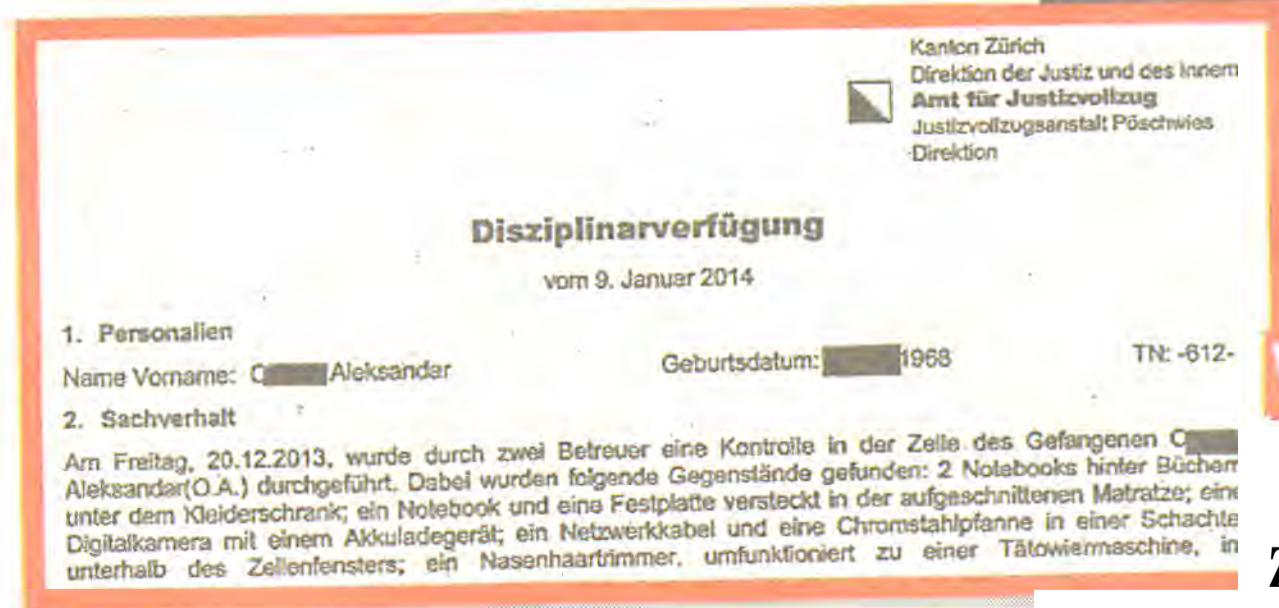 Kanton Zürich
Direktion der Justiz und des Innern
Amt für Justizvollzug
Justizvollzugsanstalt Pöschwies
Direktion
Disziplinarverfügung
vom 9. Januar 2014
1. Personalien
Name Vorname: C Aleksandar Geburtsdatum: 1968 TN: -612-
2. Sachverhalt
Am Freitag, 20.12.2013, wurde durch zwei Betreuer eine Kontrolle in der Zelle des Gefangenen C
Aleksandar(O.A.) durchgeführt. Dabei wurden folgende Gegenstände gefunden: 2 Notebooks hinter Büchern
unter dem Kleiderschrank; ein Notebook und eine Festplatte versteckt in der aufgeschnittenen Matratze; eine
Digitalkamera mit einem Akkuladegerät; ein Netzwerkkabel und eine Chromstahlpfanne in einer Schachte
unterhalb des Zellenfensters; ein Nasenhaartrimmer, umfunktioniert zu einer Tätowiermaschine, in